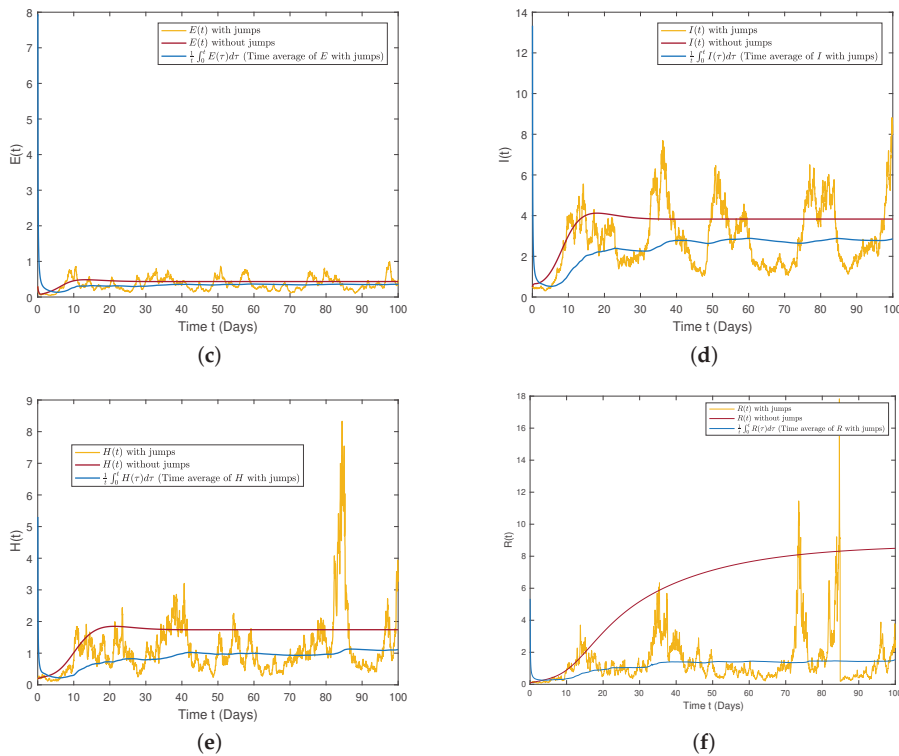 E(t) with jumps
E(t) without jumps
1/t ∫₀ᵗ E(τ)dτ (Time average of E with jumps)
8
7
6
5
4
3
2
1
0
E(t)
0 10 20 30 40 50 60 70 80 90 100
Time t (Days)
(c)
I(t) with jumps
I(t) without jumps
1/t ∫₀ᵗ I(τ)dτ (Time average of I with jumps)
14
12
10
8
6
4
2
0
I(t)
0 10 20 30 40 50 60 70 80 90 100
Time t (Days)
(d)
H(t) with jumps
H(t) without jumps
1/t ∫₀ᵗ H(τ)dτ (Time average of H with jumps)
9
8
7
6
5
4
3
2
1
0
H(t)
0 10 20 30 40 50 60 70 80 90 100
Time t (Days)
(e)
R(t) with jumps
R(t) without jumps
1/t ∫₀ᵗ R(τ)dτ (Time average of R with jumps)
18
16
14
12
10
8
6
4
2
R(t)
0 10 20 30 40 50 60 70 80 90 100
Time t (Days)
(f)